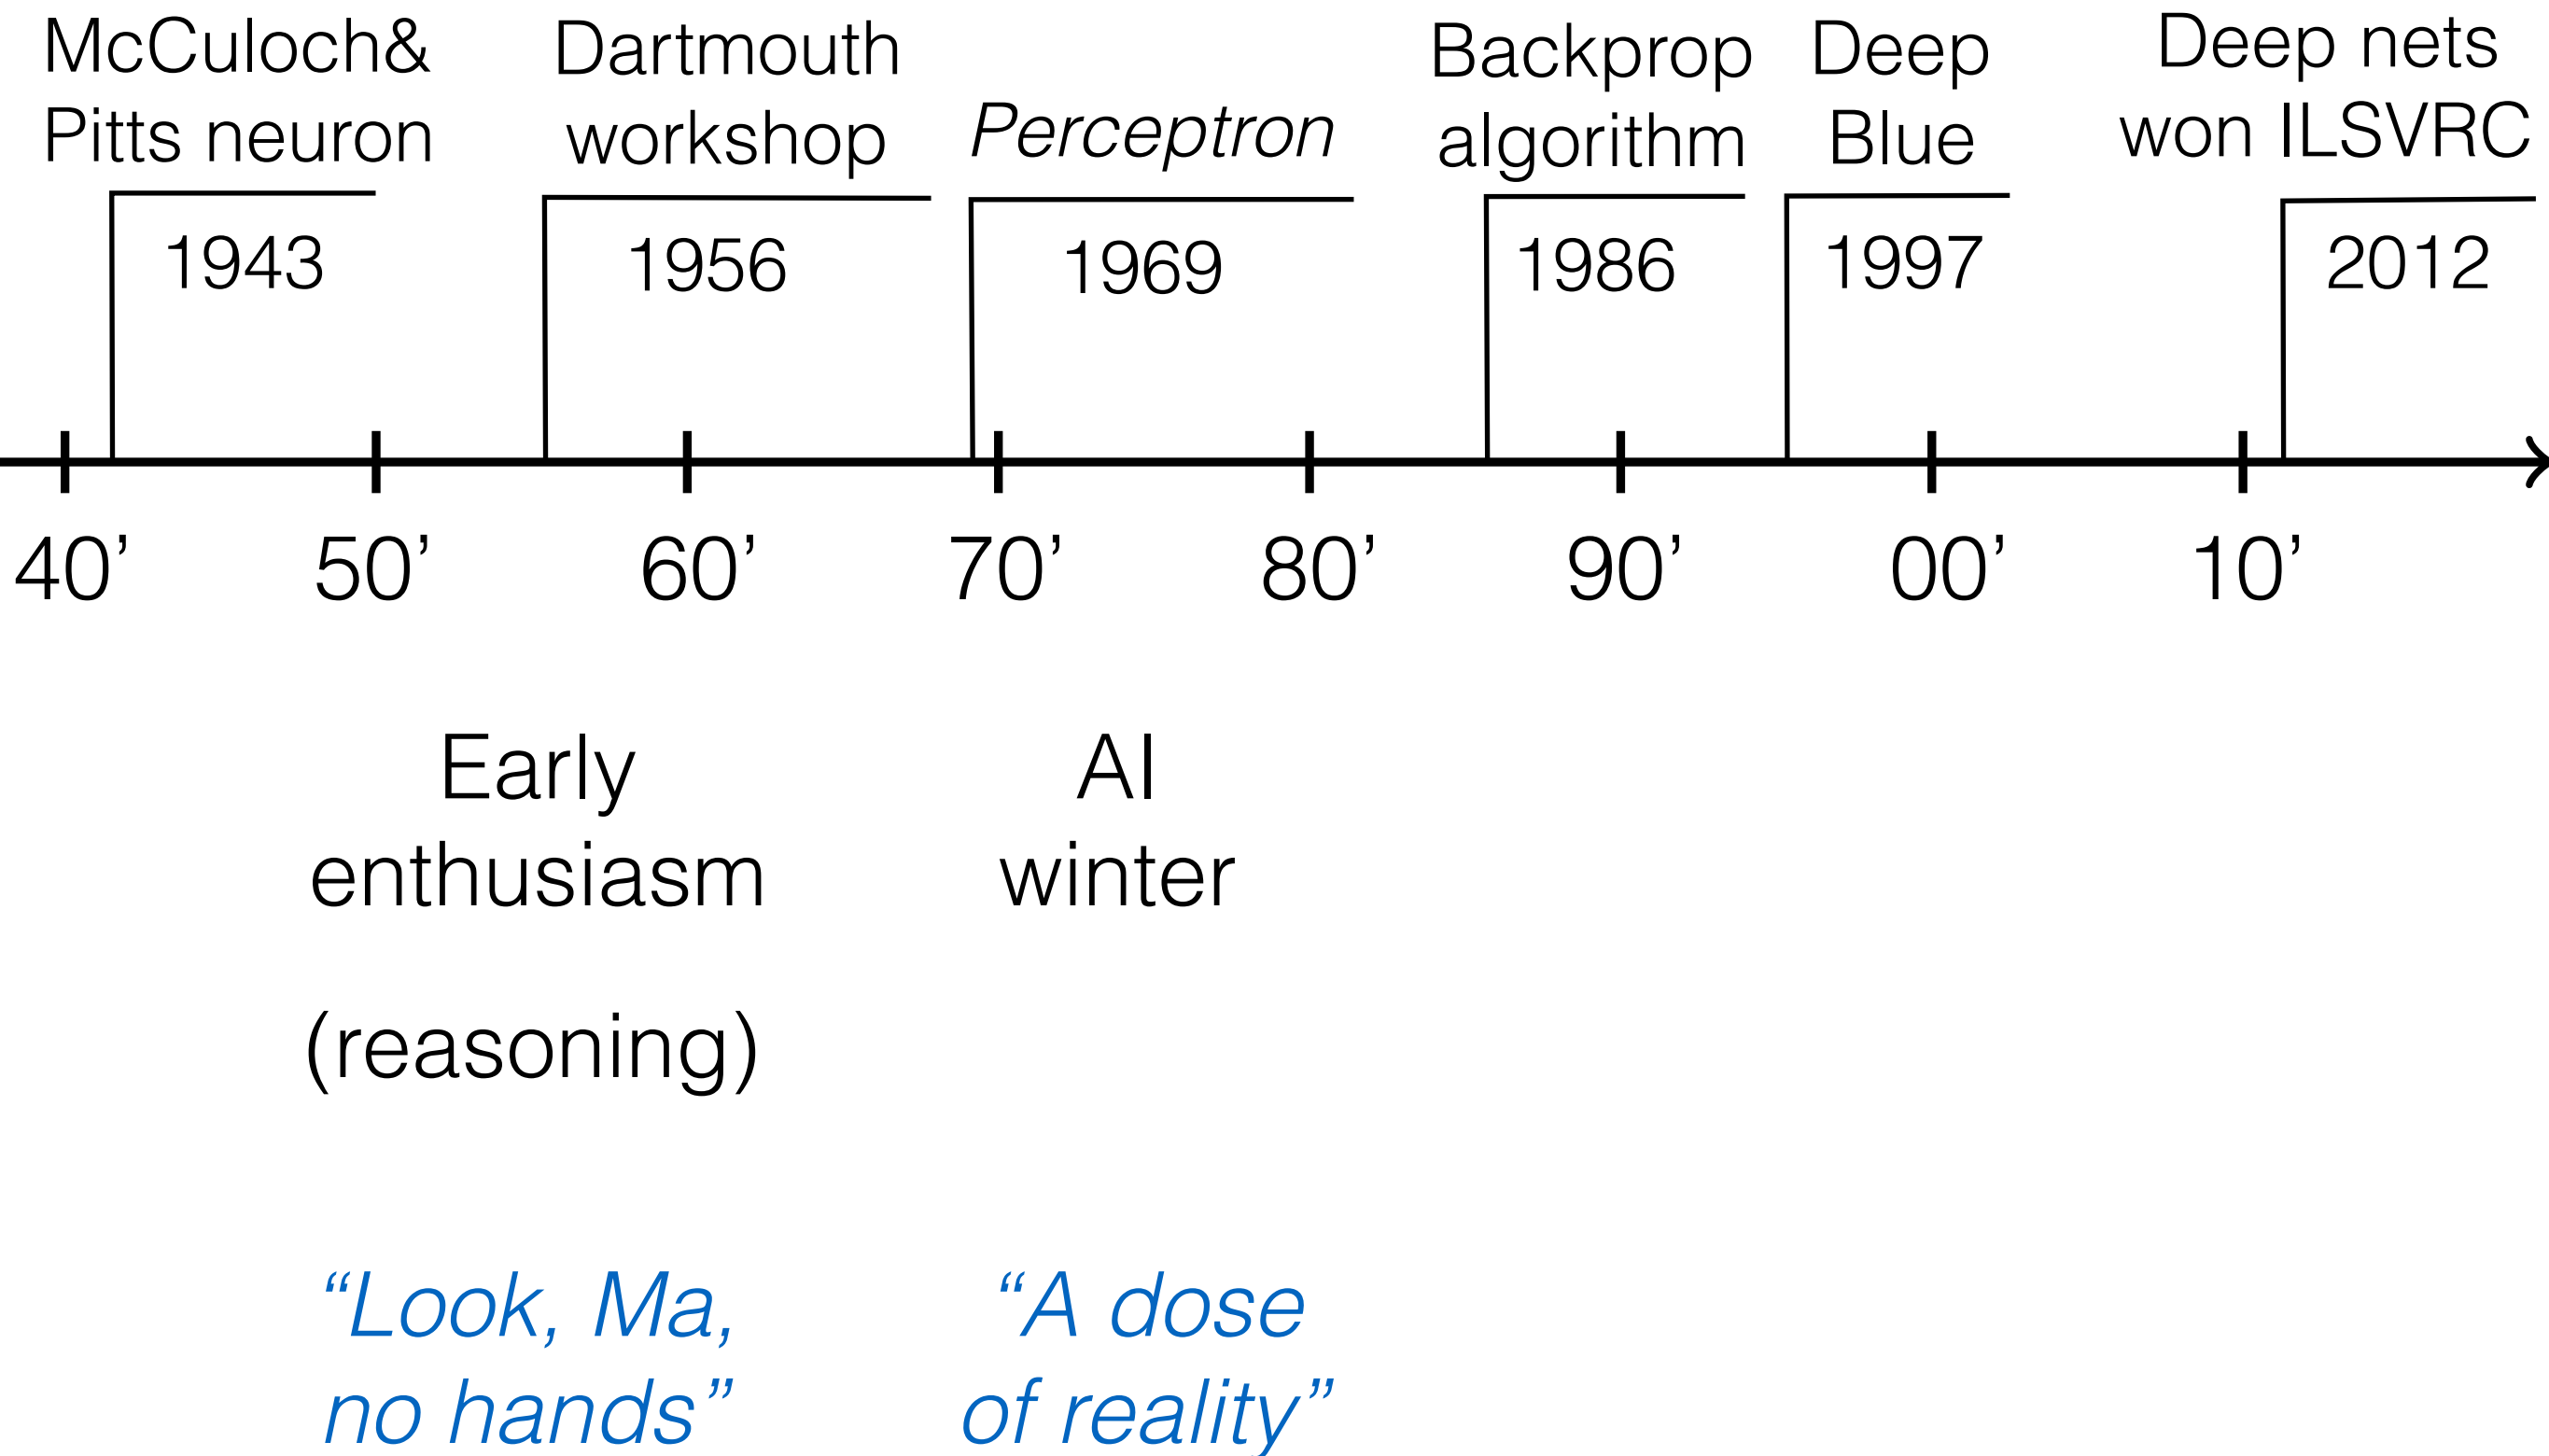 McCuloch&
Pitts neuron
1943
Dartmouth
workshop
1956
Perceptron
1969
Backprop
algorithm
1986
Deep
Blue
1997
Deep nets
won ILSVRC
2012
40’ 50’ 60’ 70’ 80’ 90’ 00’ 10’
Early
enthusiasm
(reasoning)
AI
winter
“Look, Ma,
no hands”
“A dose
of reality”